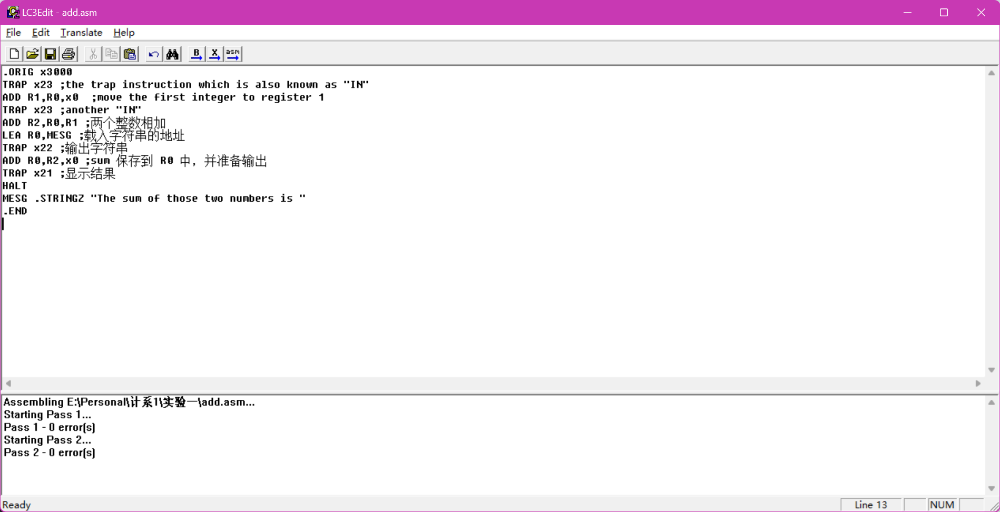 LC3Edit - add.asm
File Edit Translate Help
B X asm
.ORIG x3000
TRAP x23 ;the trap instruction which is also known as "IN"
ADD R1,R0,x0  ;move the first integer to register 1
TRAP x23 ;another "IN"
ADD R2,R0,R1 ;两个整数相加
LEA R0,MESG ;载入字符串的地址
TRAP x22 ;输出字符串
ADD R0,R2,x0 ;sum 保存到 R0 中，并准备输出
TRAP x21 ;显示结果
HALT
MESG .STRINGZ "The sum of those two numbers is "
.END
Assembling E:\Personal\计系1\实验一\add.asm...
Starting Pass 1...
Pass 1 - 0 error(s)
Starting Pass 2...
Pass 2 - 0 error(s)
Ready Line 13 NUM